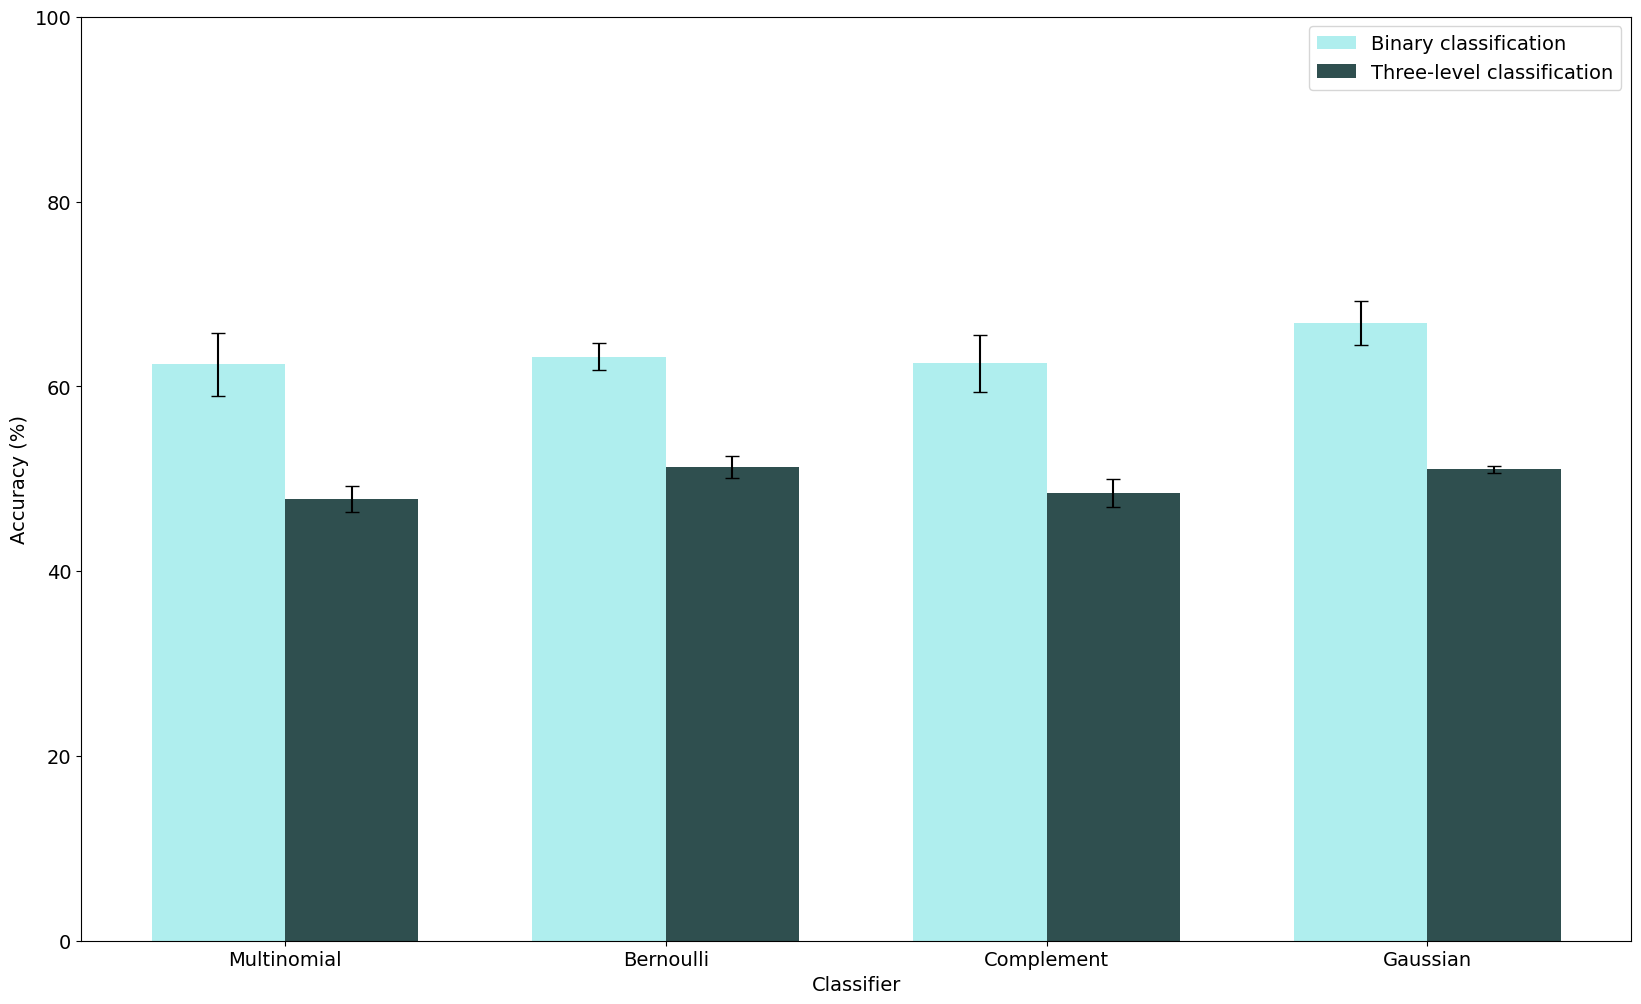 100
80
60
40
20
0
Accuracy (%)
Binary classification
Three-level classification
Multinomial
Bernoulli
Complement
Gaussian
Classifier